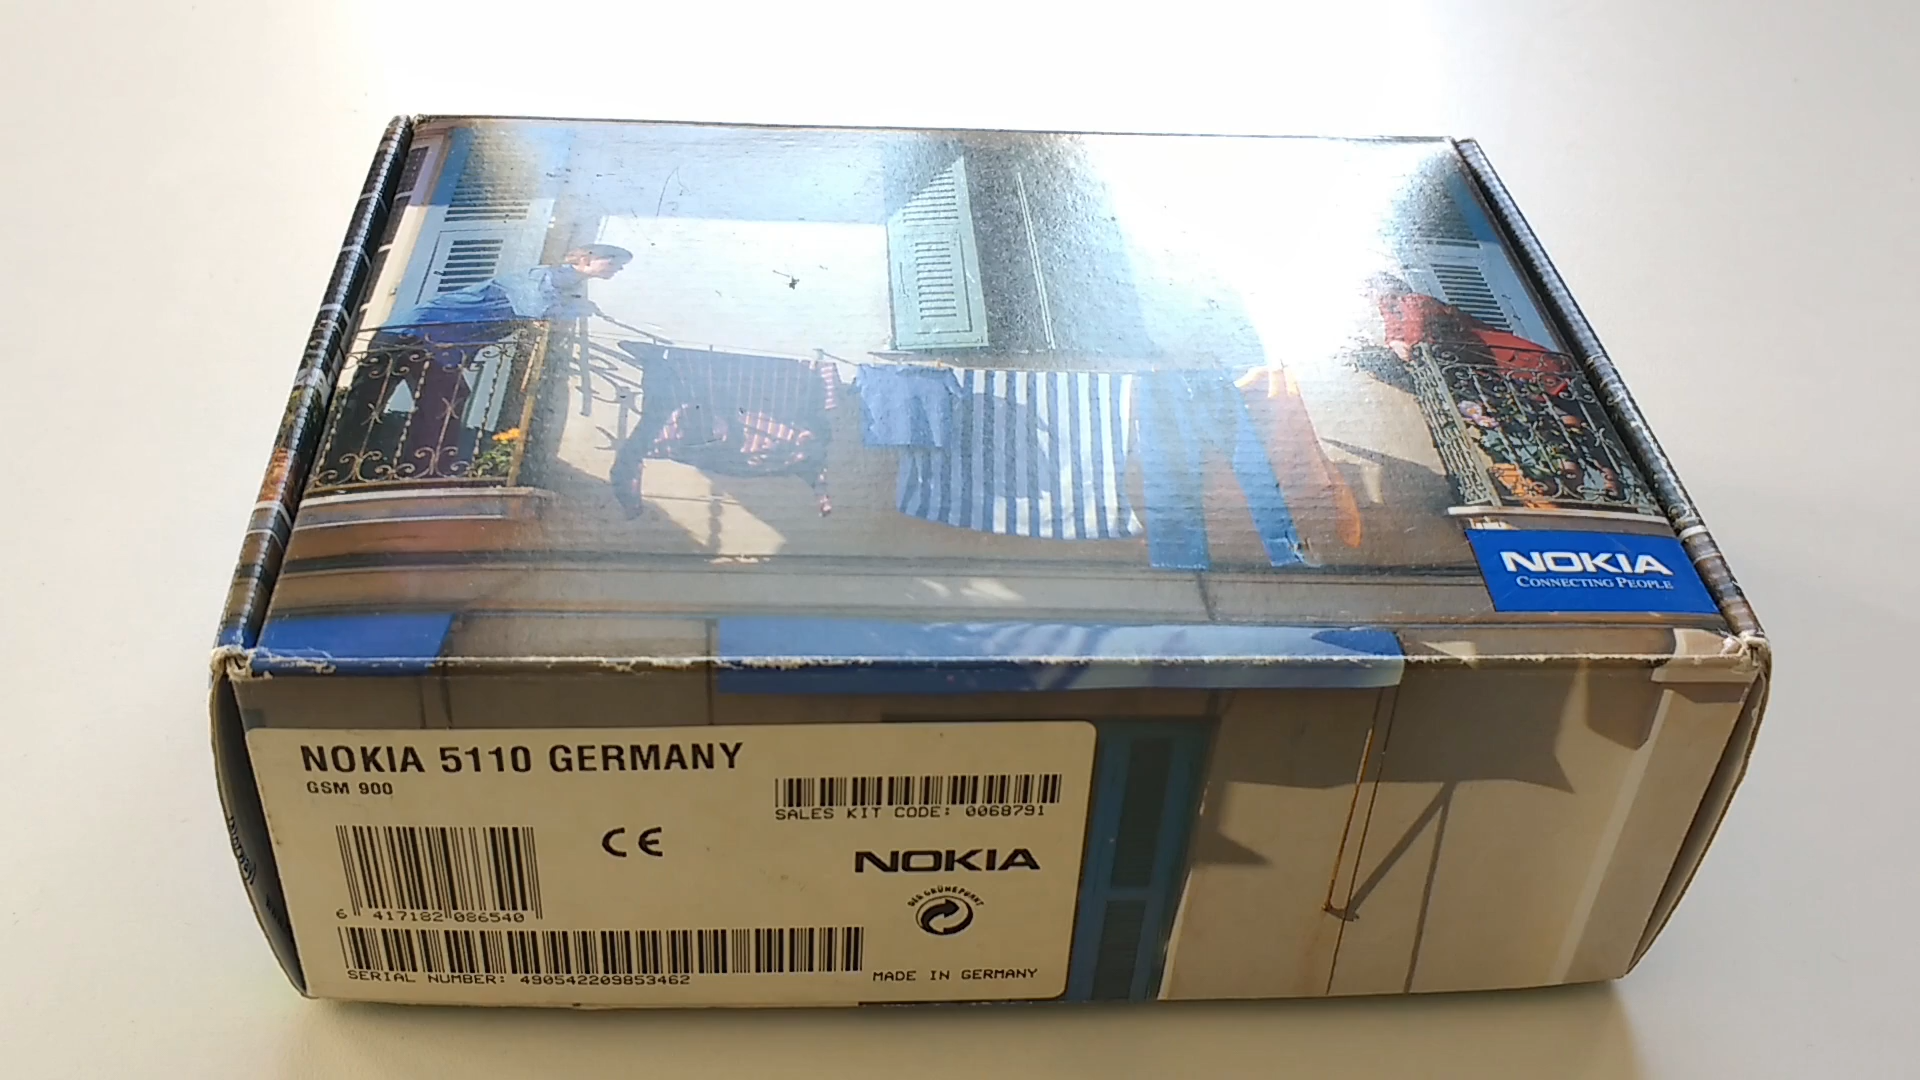 NOKIA
CONNECTING PEOPLE
NOKIA 5110 GERMANY
GSM 900
SALES KIT CODE: 0068791
CE
NOKIA
DER GRÜNE PUNKT
6 417182 086540
SERIAL NUMBER: 490542209853462
MADE IN GERMANY